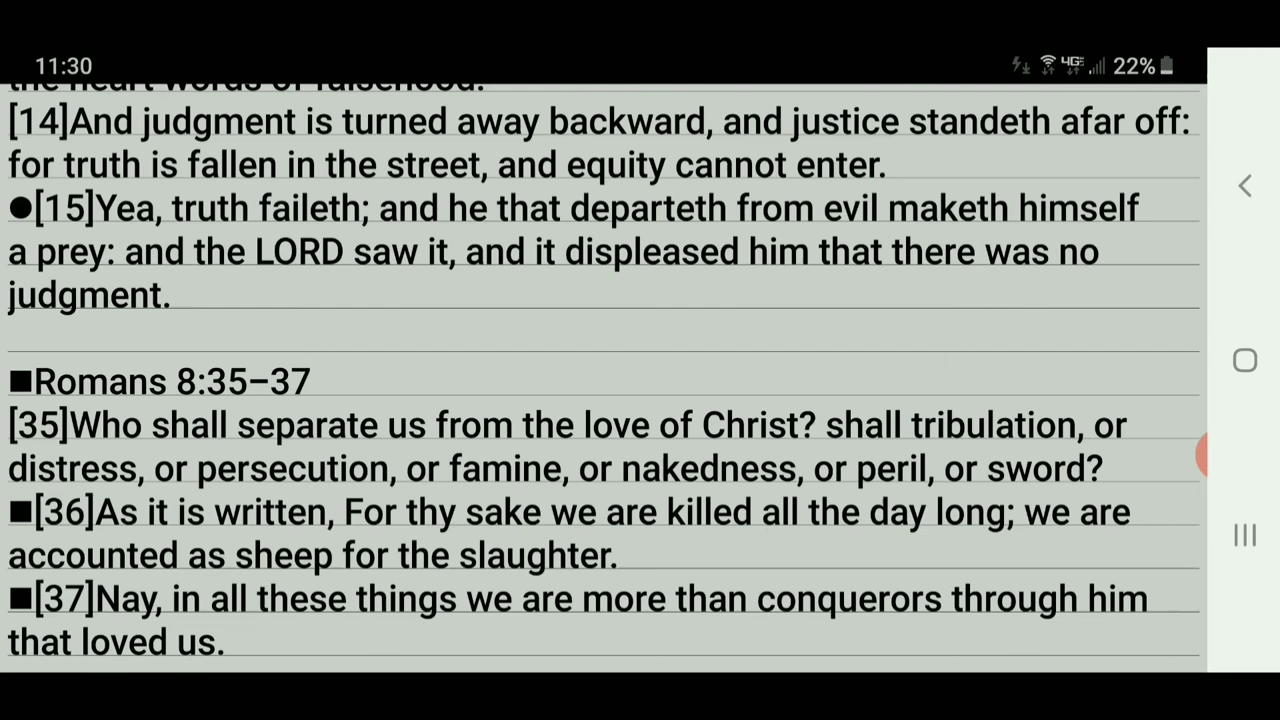 11:30
4GE 22%
the heart words of falsehood.
[14]And judgment is turned away backward, and justice standeth afar off:
for truth is fallen in the street, and equity cannot enter.
●[15]Yea, truth faileth; and he that departeth from evil maketh himself
a prey: and the LORD saw it, and it displeased him that there was no
judgment.
■Romans 8:35–37
[35]Who shall separate us from the love of Christ? shall tribulation, or
distress, or persecution, or famine, or nakedness, or peril, or sword?
■[36]As it is written, For thy sake we are killed all the day long; we are
accounted as sheep for the slaughter.
■[37]Nay, in all these things we are more than conquerors through him
that loved us.